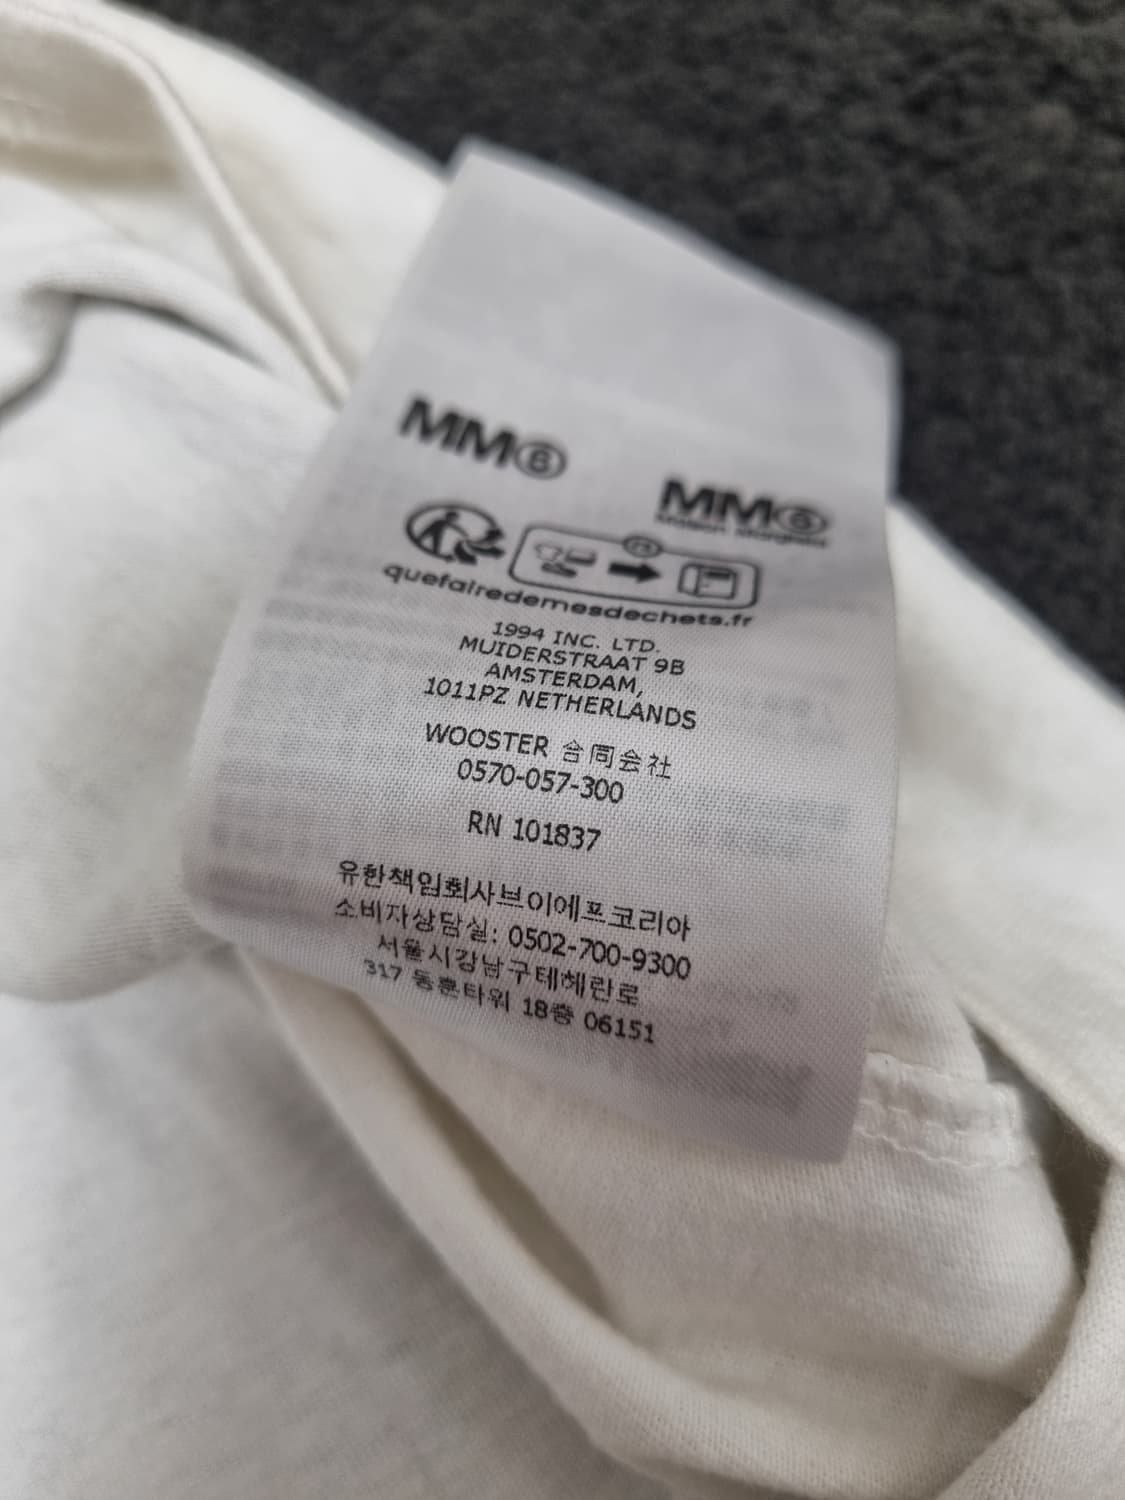 MM6
MM6
Maison Margiela
FR
quefairedemesdechets.fr
1994 INC. LTD.
MUIDERSTRAAT 9B
AMSTERDAM,
1011PZ NETHERLANDS
WOOSTER 合同会社
0570-057-300
RN 101837
유한책임회사브이에프코리아
소비자상담실: 0502-700-9300
서울시강남구테헤란로
317 동훈타워 18층 06151